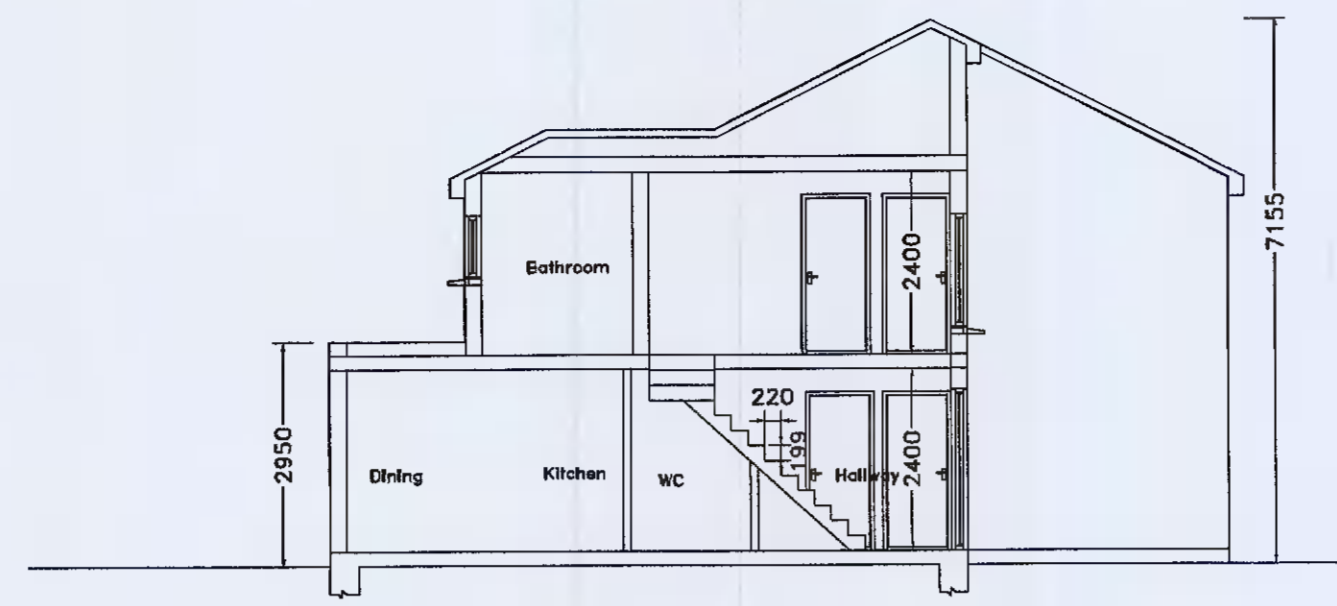 7155
Bathroom
2400
220
199
2950
Dining
Kitchen
WC
Hallway
2400